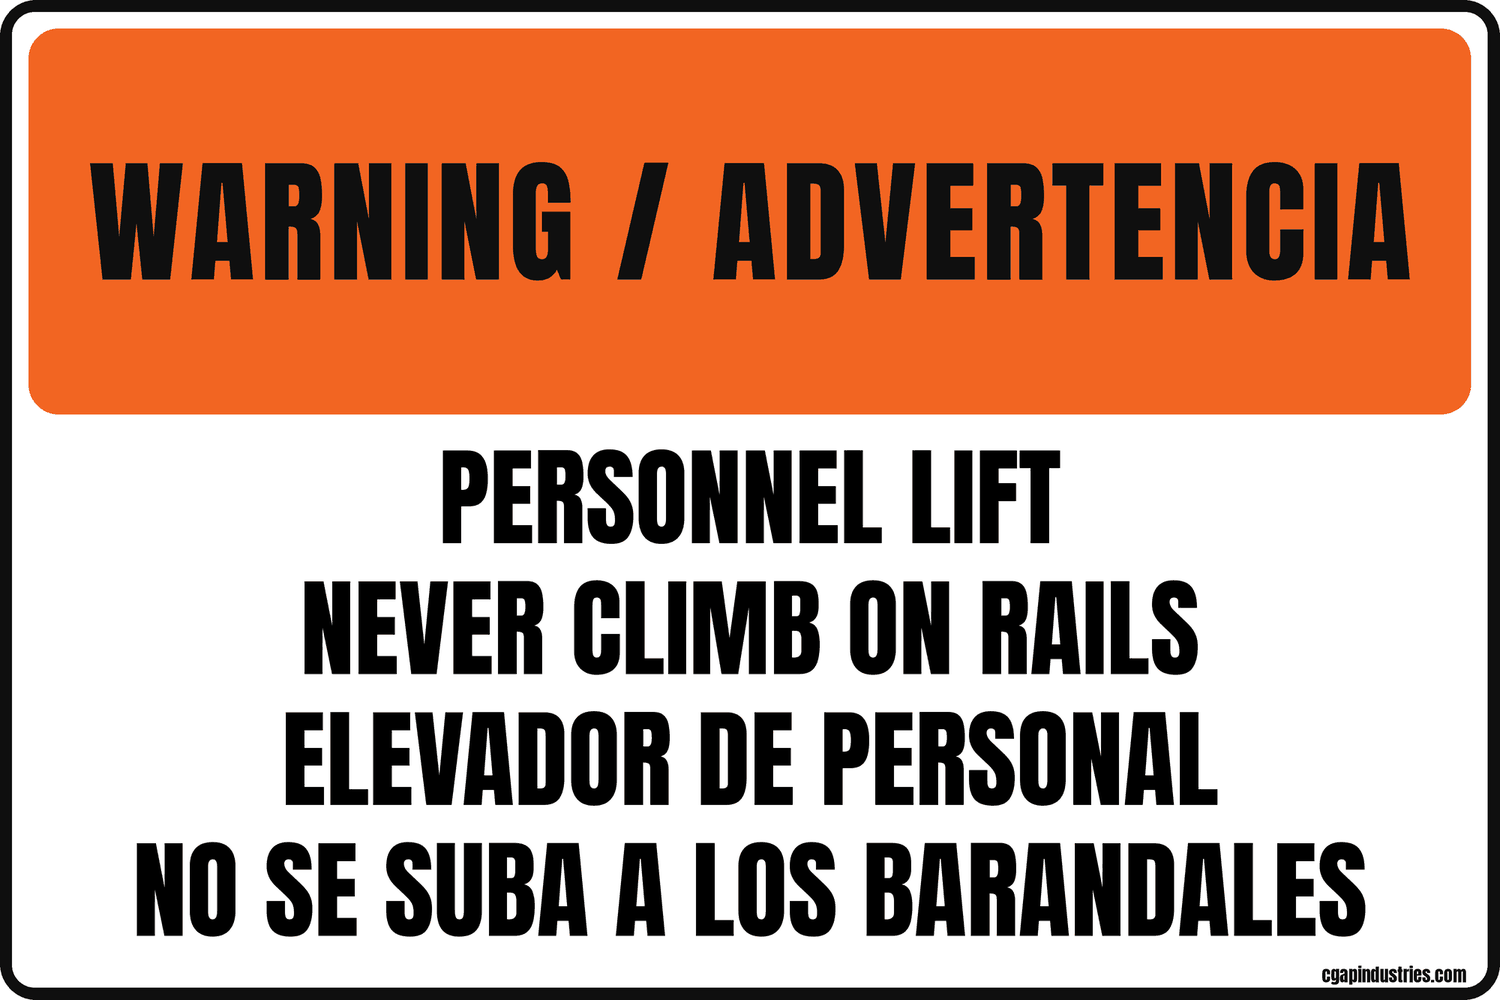 WARNING / ADVERTENCIA
PERSONNEL LIFT
NEVER CLIMB ON RAILS
ELEVADOR DE PERSONAL
NO SE SUBA A LOS BARANDALES
cgapindustries.com